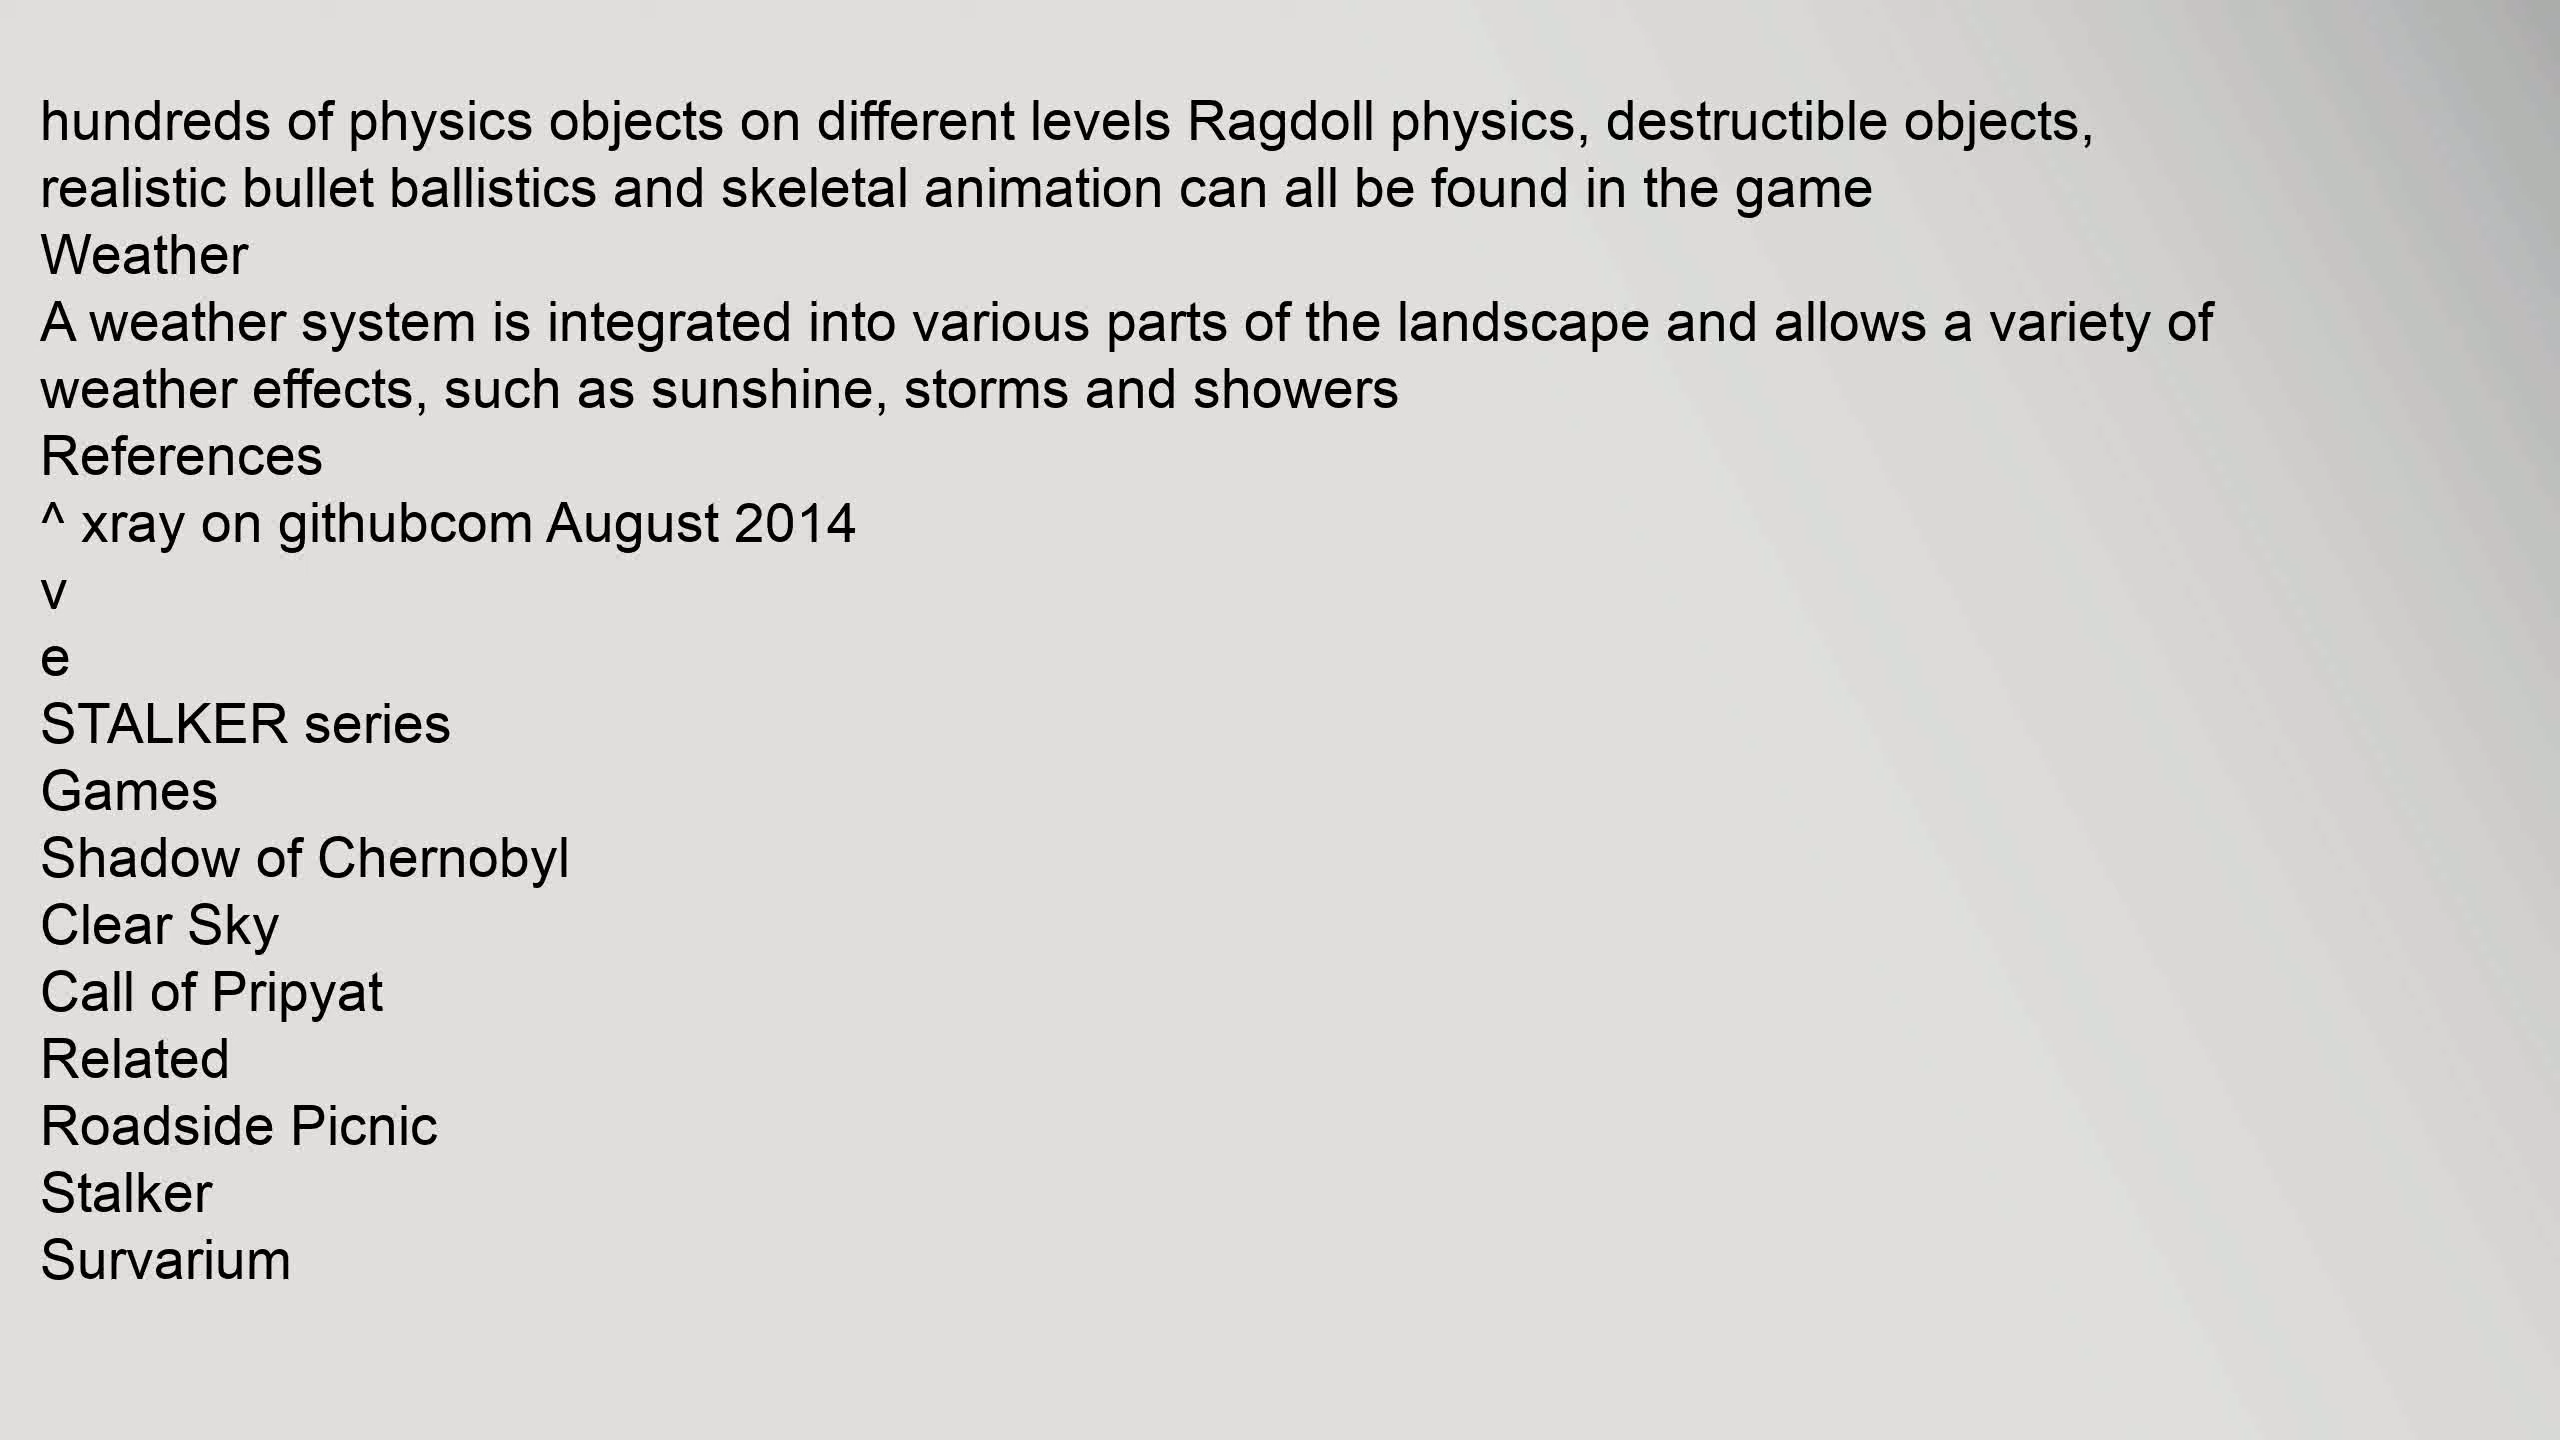 hundreds of physics objects on different levels Ragdoll physics, destructible objects,
realistic bullet ballistics and skeletal animation can all be found in the game
Weather
A weather system is integrated into various parts of the landscape and allows a variety of
weather effects, such as sunshine, storms and showers
References
^ xray on githubcom August 2014
v
e
STALKER series
Games
Shadow of Chernobyl
Clear Sky
Call of Pripyat
Related
Roadside Picnic
Stalker
Survarium